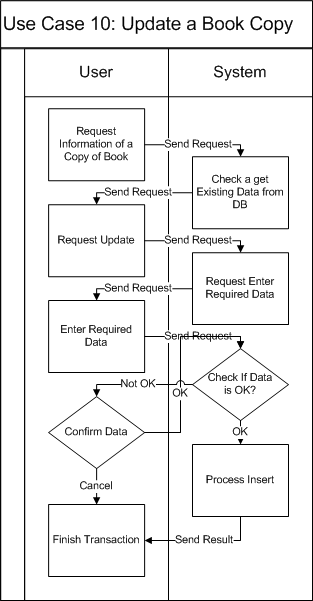 Use Case 10: Update a Book Copy
User
System
Request
Information of a
Copy of Book
Send Request
Check a get
Existing Data from
DB
Send Request
Request Update
Send Request
Request Enter
Required Data
Send Request
Enter Required
Data
Send Request
Check If Data
is OK?
Not OK
OK
Confirm Data
OK
Cancel
Process Insert
Finish Transaction
Send Result